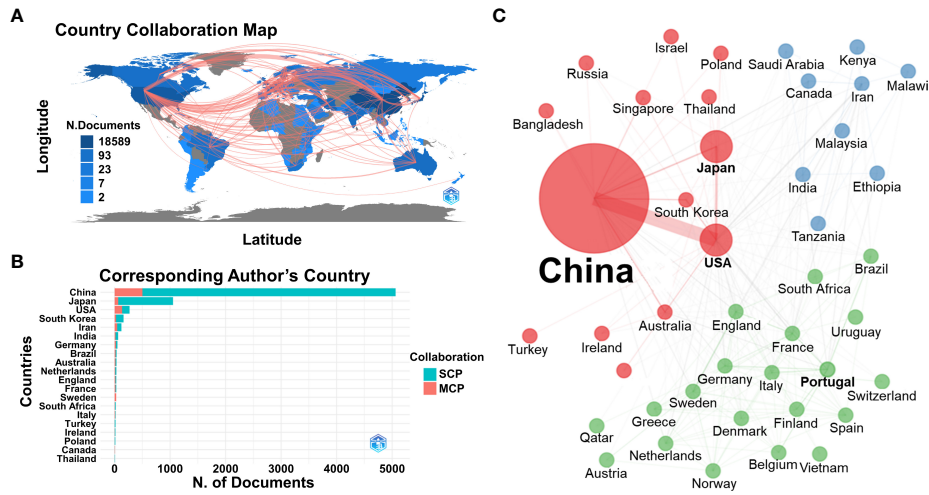 A
Country Collaboration Map
Longitude
N.Documents
18589
93
23
7
2
Latitude
B
Corresponding Author's Country
Countries
China
Japan
USA
South Korea
Iran
India
Germany
Brazil
Australia
Netherlands
England
France
Sweden
South Africa
Italy
Turkey
Ireland
Poland
Canada
Thailand
0
1000
2000
3000
4000
5000
N. of Documents
Collaboration
SCP
MCP
C
Israel
Poland
Saudi Arabia
Kenya
Russia
Canada
Iran
Malawi
Singapore
Thailand
Bangladesh
Malaysia
Japan
India
Ethiopia
South Korea
Tanzania
China
USA
Brazil
South Africa
Australia
England
Uruguay
Turkey
Ireland
France
Germany
Italy
Portugal
Switzerland
Sweden
Greece
Denmark
Finland
Spain
Qatar
Netherlands
Austria
Belgium
Vietnam
Norway